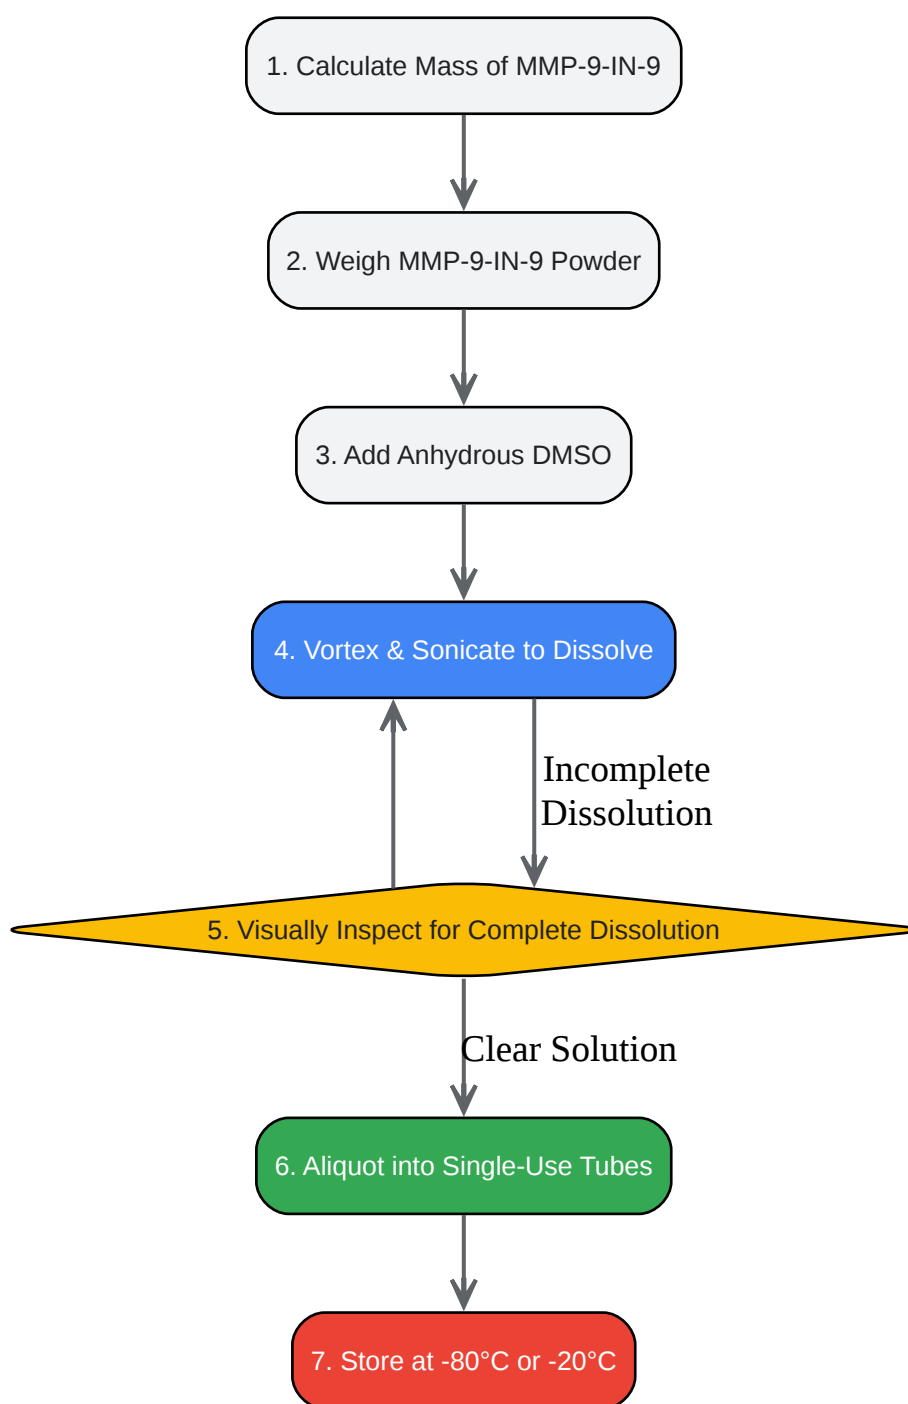 1. Calculate Mass of MMP-9-IN-9
2. Weigh MMP-9-IN-9 Powder
3. Add Anhydrous DMSO
4. Vortex & Sonicate to Dissolve
Incomplete
Dissolution
5. Visually Inspect for Complete Dissolution
Clear Solution
6. Aliquot into Single-Use Tubes
7. Store at -80°C or -20°C